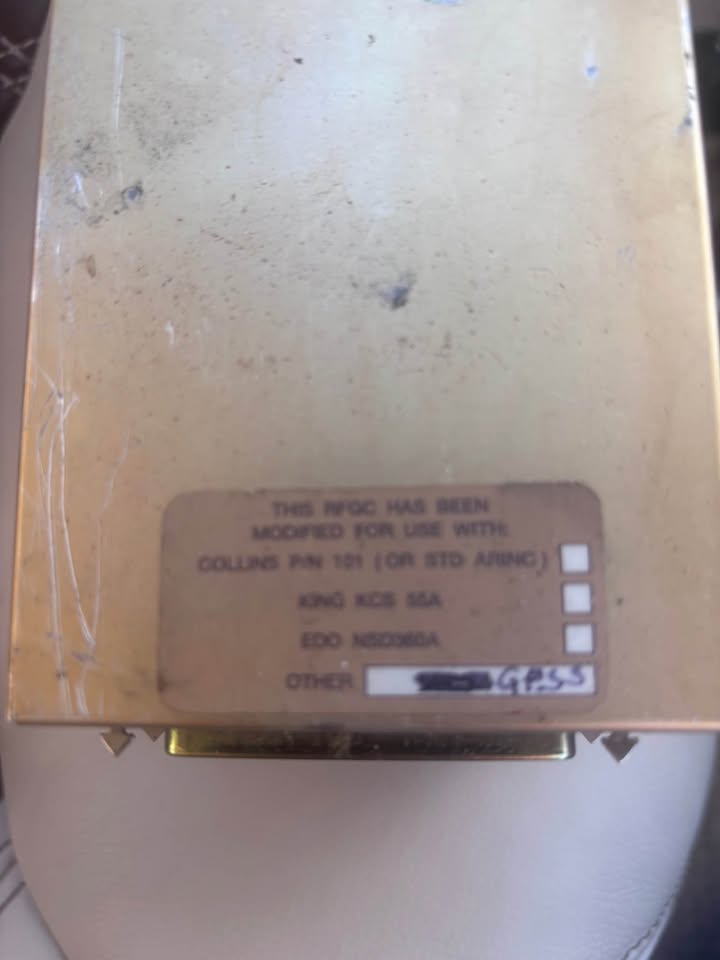 THIS RFGC HAS BEEN
MODIFIED FOR USE WITH:
COLLINS P/N 101 (OR STD ARINC)
KING KCS 55A
EDO NSD360A
OTHER GPSS